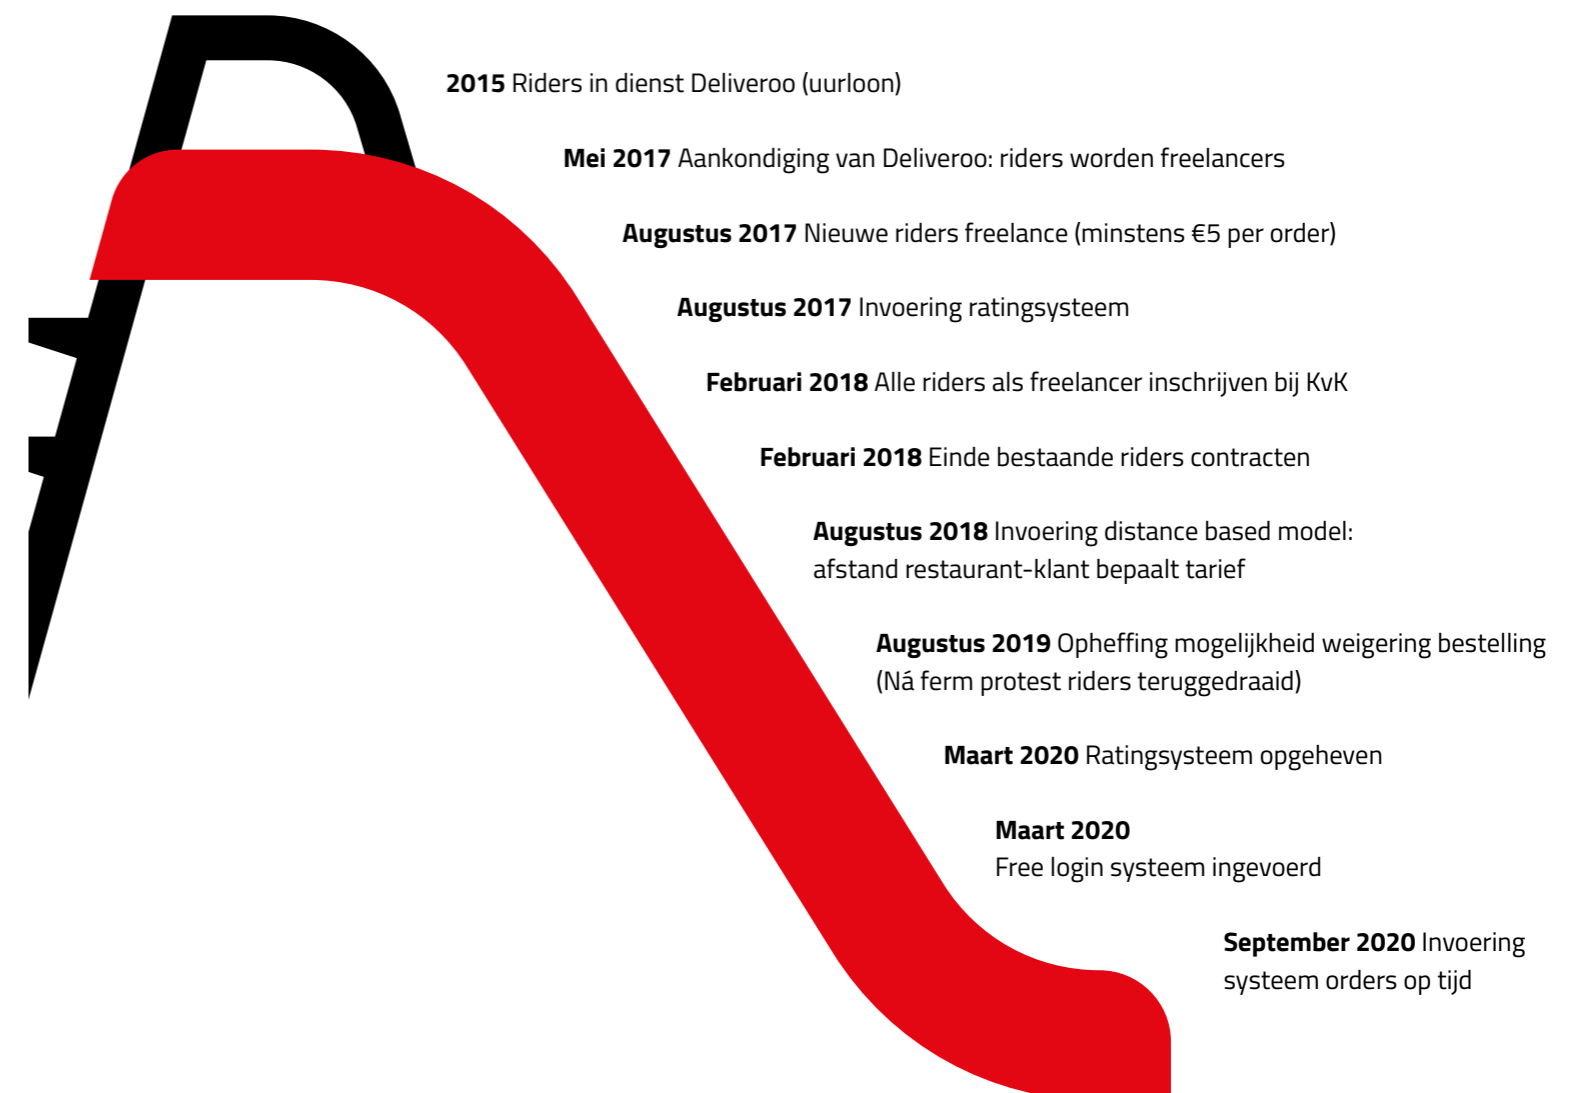 2015 Riders in dienst Deliveroo (uurloon)
Mei 2017 Aankondiging van Deliveroo: riders worden freelancers
Augustus 2017 Nieuwe riders freelance (minstens €5 per order)
Augustus 2017 Invoering ratingsysteem
Februari 2018 Alle riders als freelancer inschrijven bij KvK
Februari 2018 Einde bestaande riders contracten
Augustus 2018 Invoering distance based model:
afstand restaurant-klant bepaalt tarief
Augustus 2019 Opheffing mogelijkheid weigering bestelling
(Ná ferm protest riders teruggedraaid)
Maart 2020 Ratingsysteem opgeheven
Maart 2020
Free login systeem ingevoerd
September 2020 Invoering
systeem orders op tijd